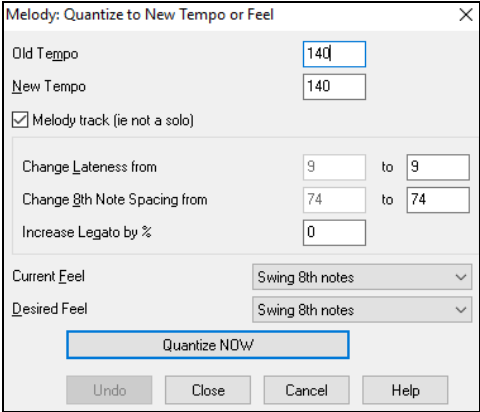 Melody: Quantize to New Tempo or Feel
Old Tempo 140
New Tempo 140
Melody track (ie not a solo)
Change Lateness from 9 to 9
Change 8th Note Spacing from 74 to 74
Increase Legato by % 0
Current Feel Swing 8th notes
Desired Feel Swing 8th notes
Quantize NOW
Undo Close Cancel Help